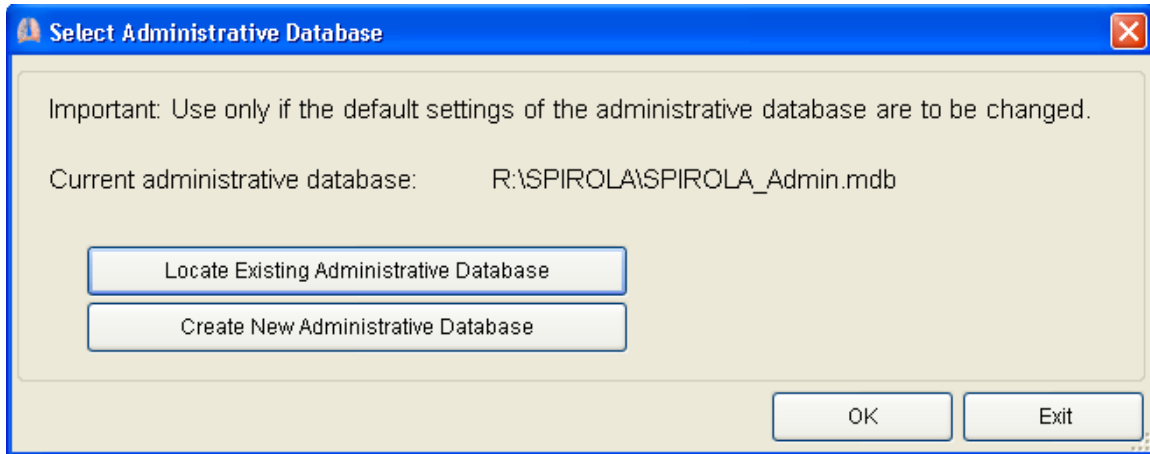 Select Administrative Database
Important: Use only if the default settings of the administrative database are to be changed.
Current administrative database: R:\SPIROLA\SPIROLA_Admin.mdb
Locate Existing Administrative Database
Create New Administrative Database
OK Exit